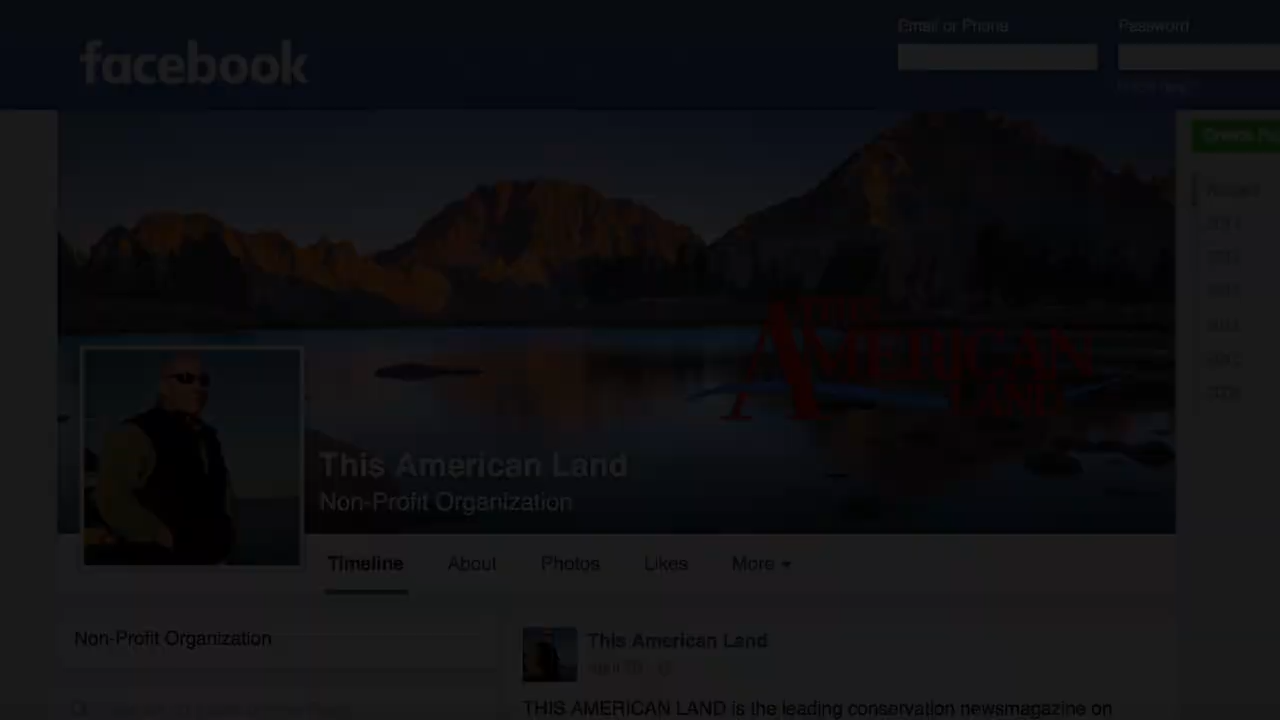 Email or Phone
Password
facebook
THIS
AMERICAN
LAND
This American Land
Non-Profit Organization
Timeline
About
Photos
Likes
More
Non-Profit Organization
This American Land
THIS AMERICAN LAND is the leading conservation newsmagazine on